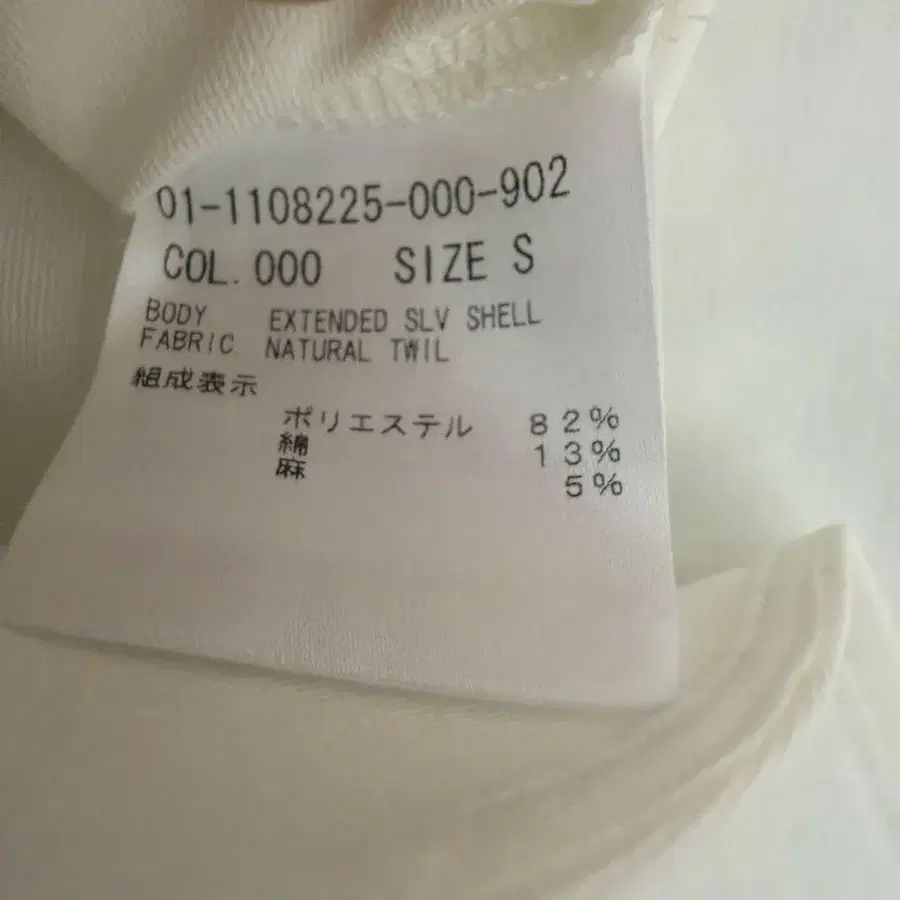 01-1108225-000-902
COL. 000 SIZE S
BODY EXTENDED SLV SHELL
FABRIC NATURAL TWIL
組成表示
ポリエステル 82%
綿 13%
麻 5%